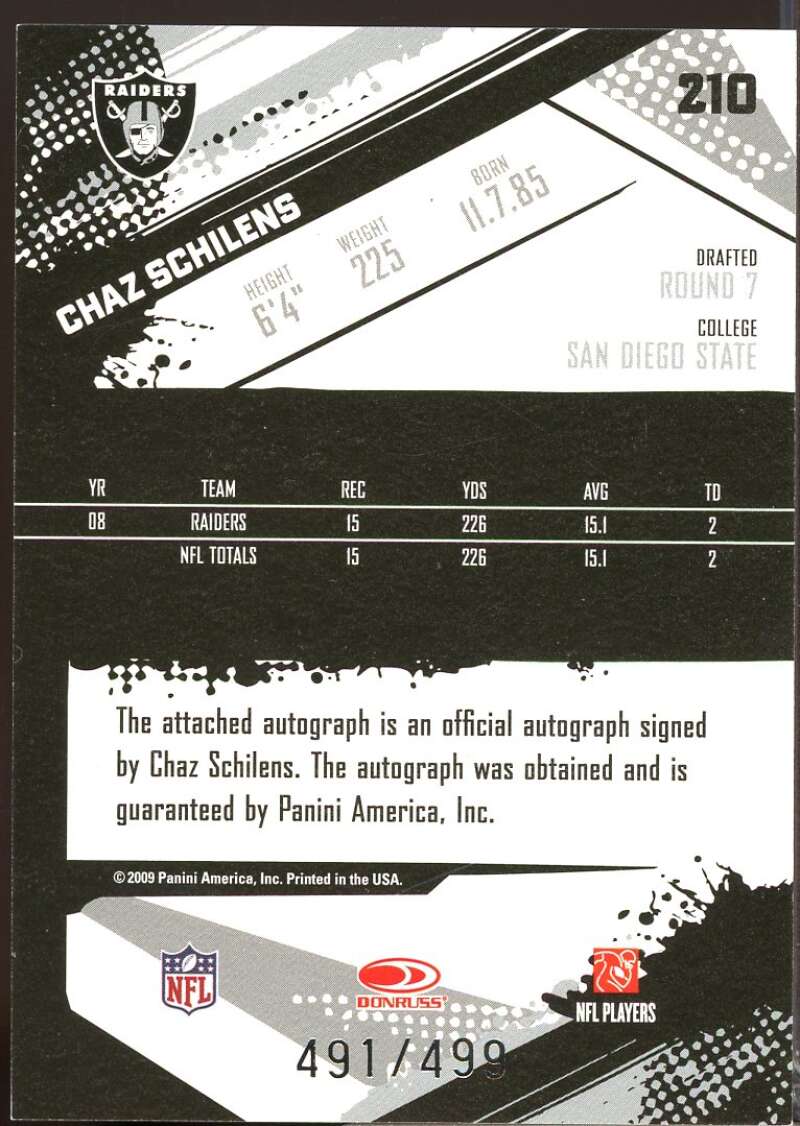 RAIDERS
210
CHAZ SCHILENS
HEIGHT
6'4"
WEIGHT
225
BORN
11.7.85
DRAFTED
ROUND 7
COLLEGE
SAN DIEGO STATE
YR TEAM REC YDS AVG TD
08 RAIDERS 15 226 15.1 2
NFL TOTALS 15 226 15.1 2
The attached autograph is an official autograph signed
by Chaz Schilens. The autograph was obtained and is
guaranteed by Panini America, Inc.
© 2009 Panini America, Inc. Printed in the USA.
NFL
DONRUSS
NFL PLAYERS
491/499